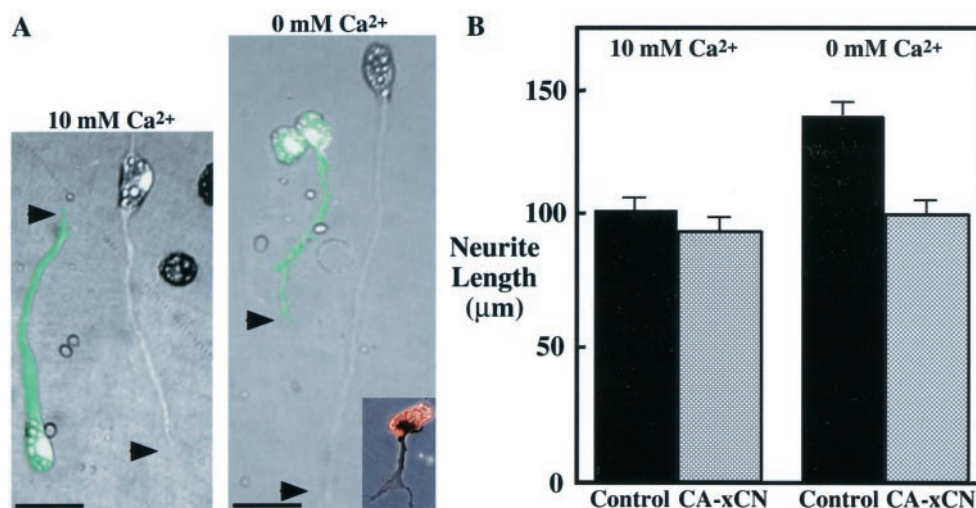 A
10 mM Ca²⁺
0 mM Ca²⁺
B
10 mM Ca²⁺
0 mM Ca²⁺
150
100
50
0
Neurite
Length
(μm)
Control CA-xCN Control CA-xCN